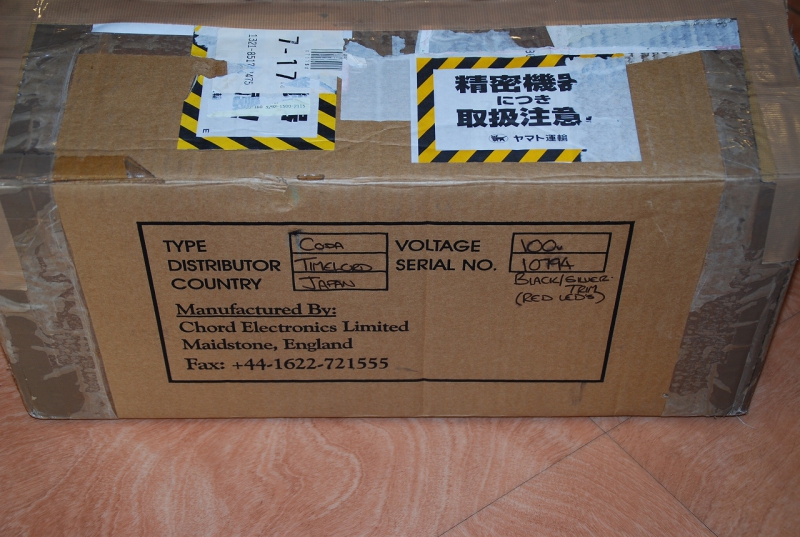 7-17
精密機器
につき
取扱注意
ヤマト運輸
TYPE CODA VOLTAGE 100v
DISTRIBUTOR TIMELORD SERIAL NO. 10794
COUNTRY JAPAN BLACK/SILVER
TRIM
(RED LEDS)
Manufactured By:
Chord Electronics Limited
Maidstone, England
Fax: +44-1622-721555